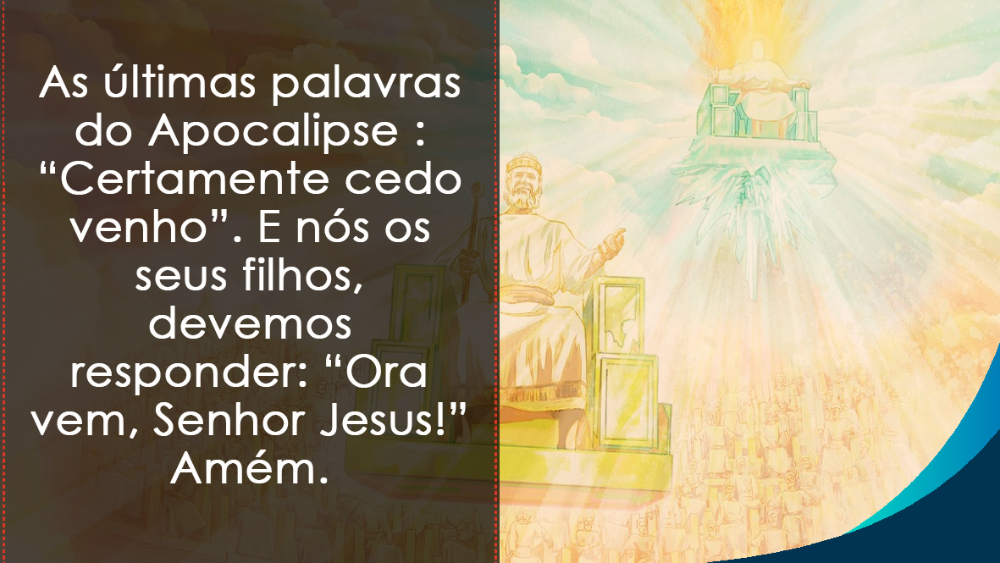 As últimas palavras
do Apocalipse :
“Certamente cedo
venho”. E nós os
seus filhos,
devemos
responder: “Ora
vem, Senhor Jesus!”
Amém.